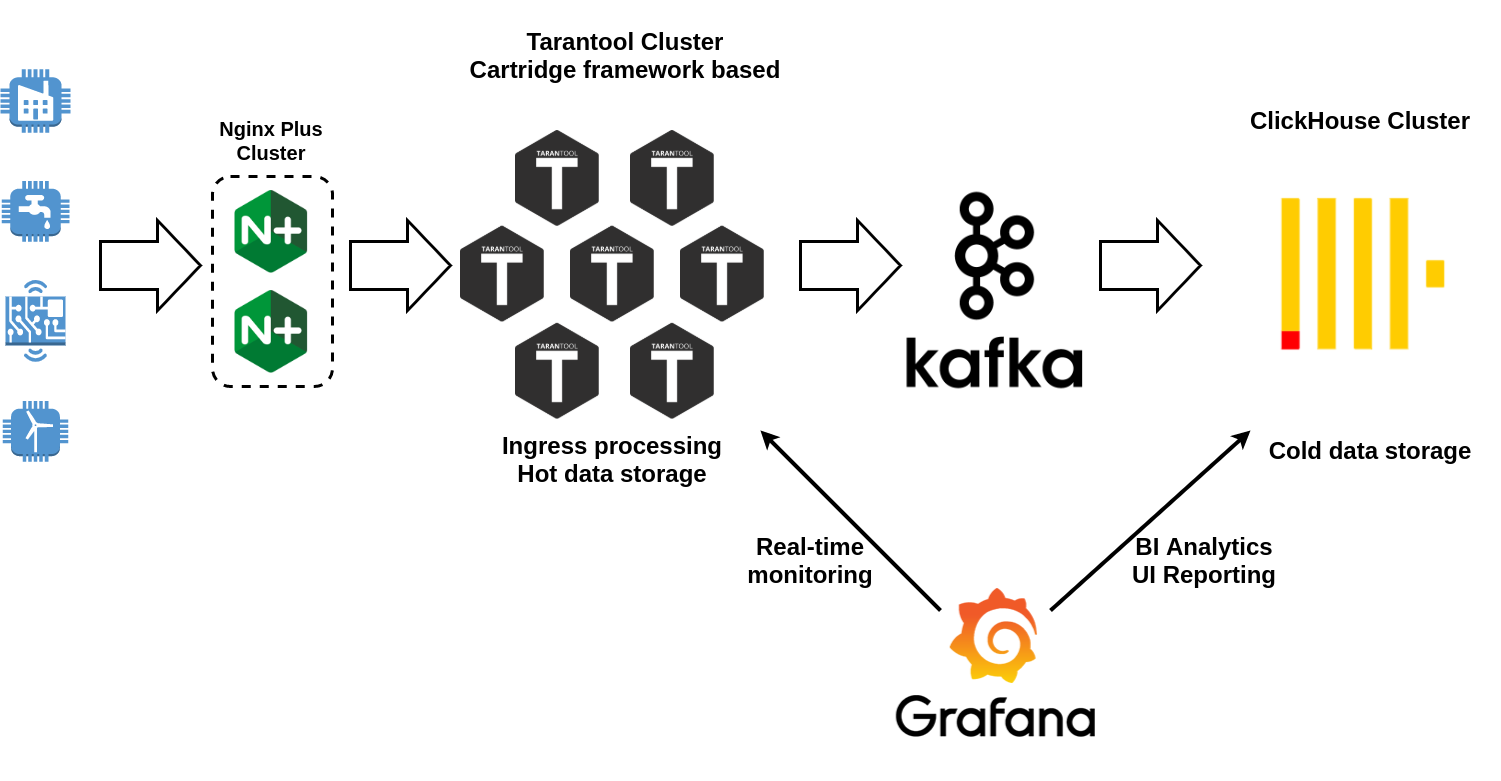 Tarantool Cluster
Cartridge framework based
Nginx Plus
Cluster
ClickHouse Cluster
N+
N+
TARANTOOL
T
TARANTOOL
T
TARANTOOL
T
TARANTOOL
T
TARANTOOL
T
TARANTOOL
T
TARANTOOL
T
kafka
Ingress processing
Hot data storage
Cold data storage
Real-time
monitoring
BI Analytics
UI Reporting
Grafana